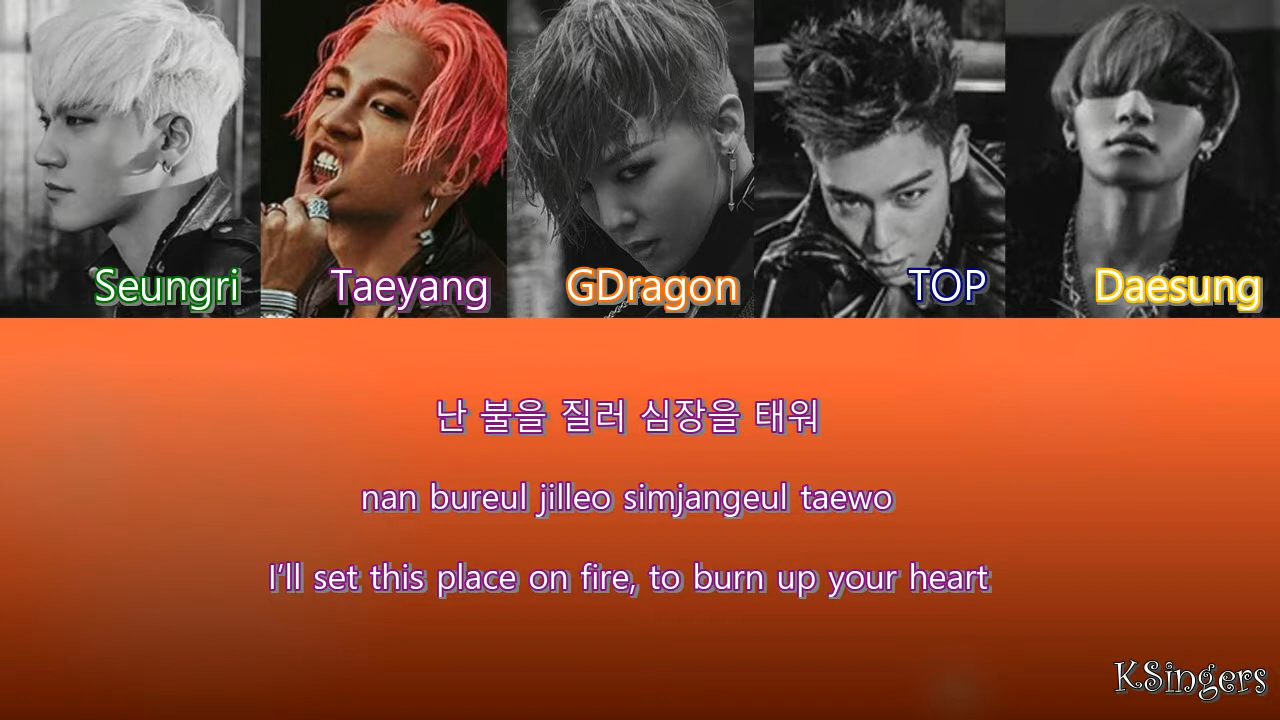 Seungri Taeyang GDragon TOP Daesung
난 불을 질러 심장을 태워
nan bureul jilleo simjangeul taewo
I'll set this place on fire, to burn up your heart
KSingers